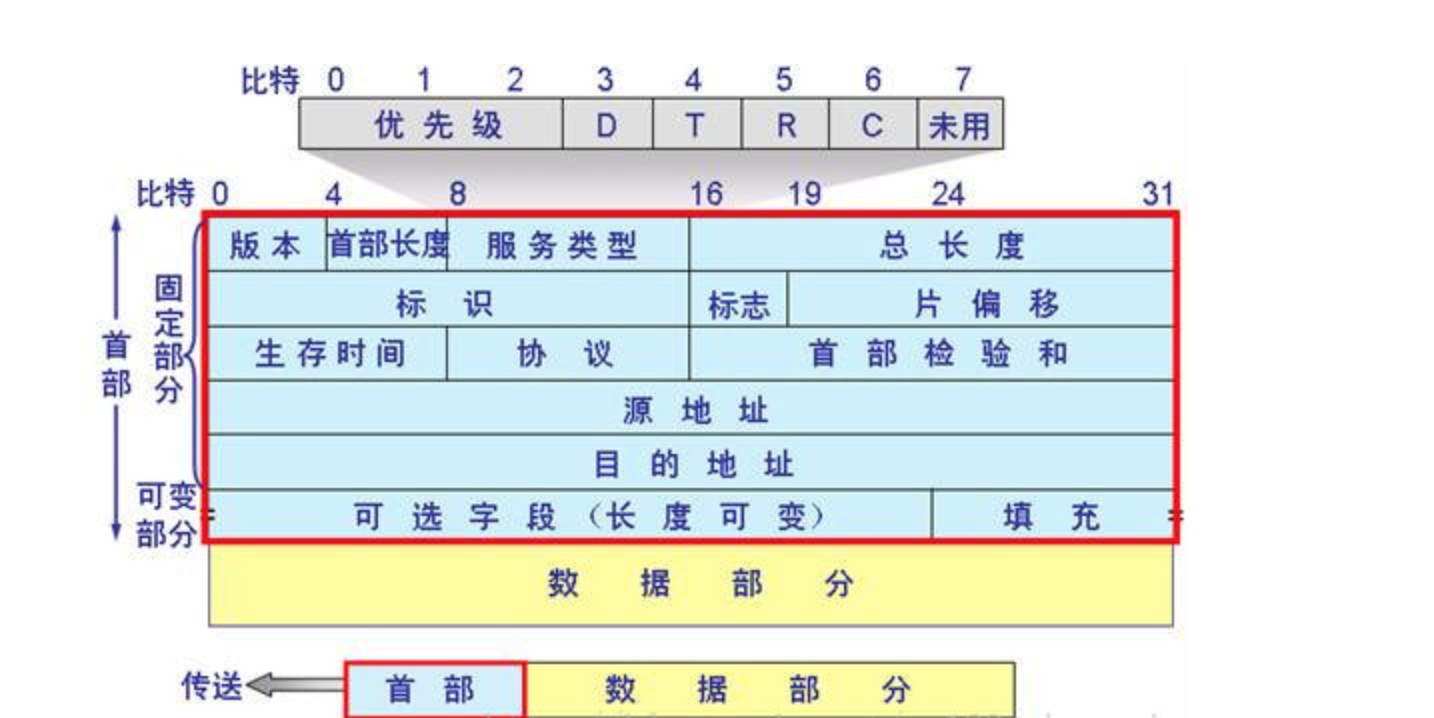 比特 0 1 2 3 4 5 6 7
优先级 D T R C 未用
比特 0 4 8 16 19 24 31
版本 首部长度 服务类型 总长度
标识 标志 片偏移
生存时间 协议 首部检验和
源地址
目的地址
可选字段（长度可变） 填充
数据部分
首部
固定部分
可变部分
传送 首部 数据部分